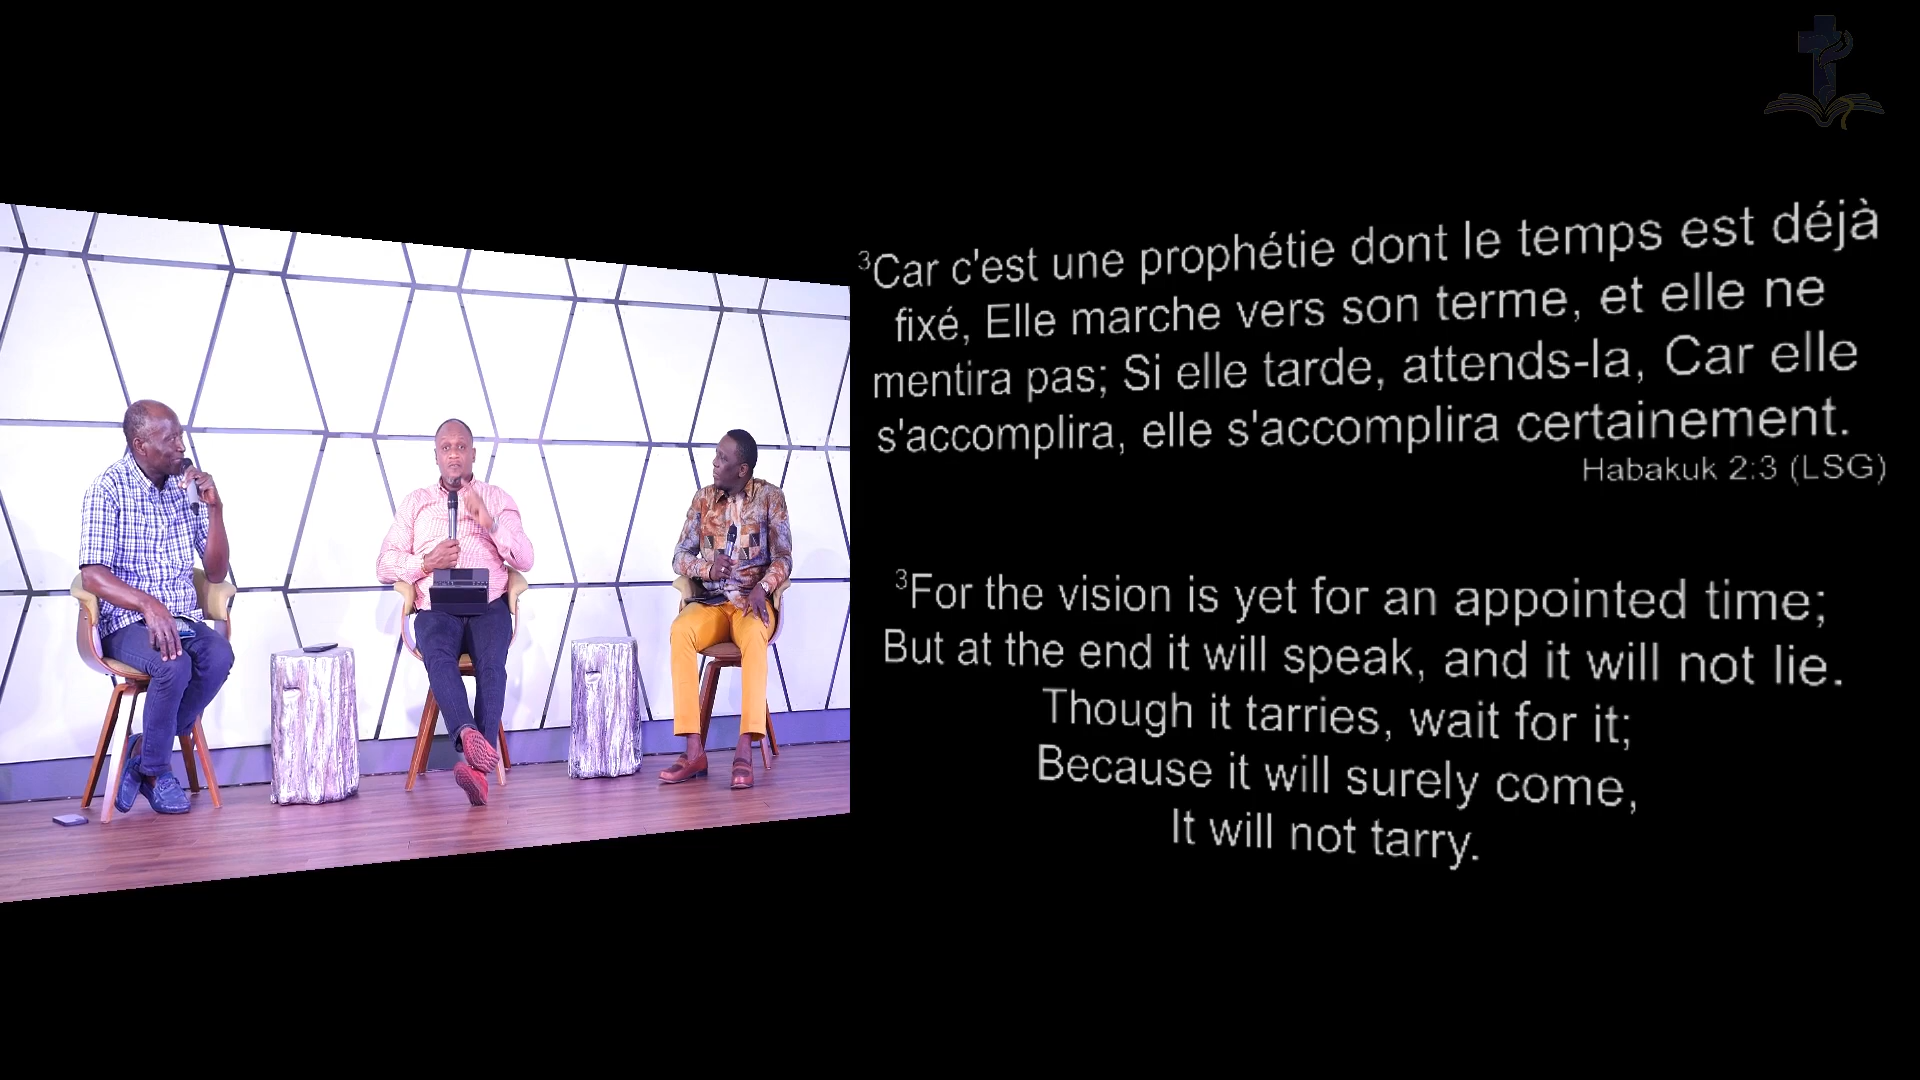 ³Car c'est une prophétie dont le temps est déjà
fixé, Elle marche vers son terme, et elle ne
mentira pas; Si elle tarde, attends-la, Car elle
s'accomplira, elle s'accomplira certainement.
Habakuk 2:3 (LSG)
³For the vision is yet for an appointed time;
But at the end it will speak, and it will not lie.
Though it tarries, wait for it;
Because it will surely come,
It will not tarry.